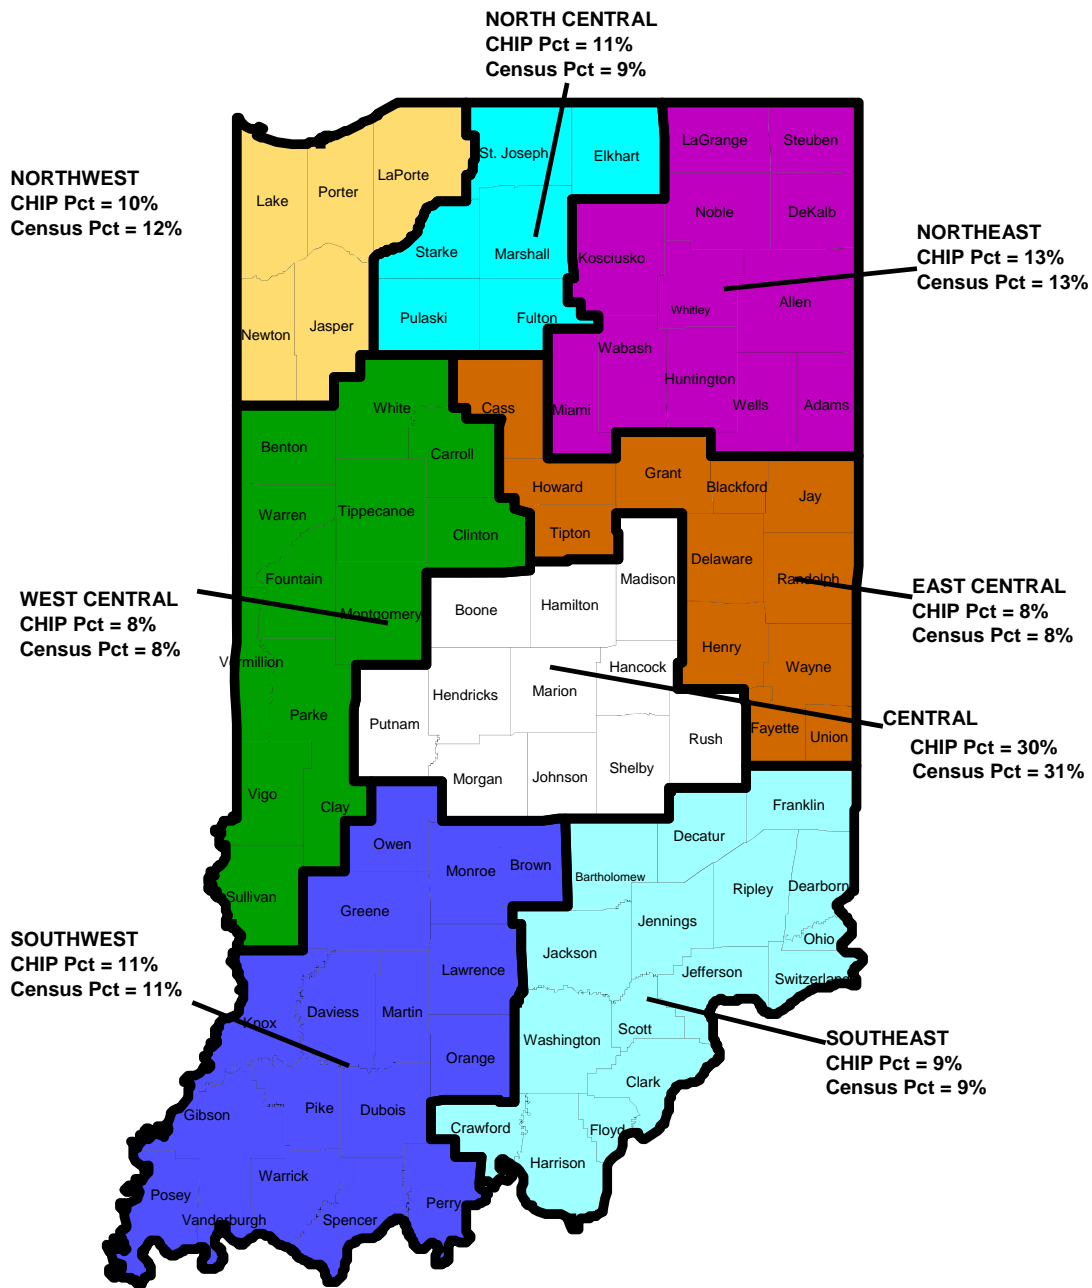 NORTH CENTRAL
CHIP Pct = 11%
Census Pct = 9%
LaGrange
Steuben
St. Joseph
Elkhart
LaPorte
NORTHWEST
CHIP Pct = 10%
Census Pct = 12%
Lake
Porter
Noble
DeKalb
NORTHEAST
CHIP Pct = 13%
Census Pct = 13%
Starke
Marshall
Kosciusko
Whitley
Allen
Pulaski
Fulton
Newton
Jasper
Wabash
Huntington
White
Cass
Miami
Wells
Adams
Benton
Carroll
Grant
Howard
Blackford
Jay
Warren
Tippecanoe
Clinton
Tipton
Delaware
Randolph
Fountain
Madison
WEST CENTRAL
CHIP Pct = 8%
Census Pct = 8%
Montgomery
Boone
Hamilton
EAST CENTRAL
CHIP Pct = 8%
Census Pct = 8%
Henry
Vermillion
Hancock
Wayne
Hendricks
Marion
Parke
Putnam
CENTRAL
CHIP Pct = 30%
Census Pct = 31%
Rush
Fayette
Union
Morgan
Johnson
Shelby
Vigo
Clay
Franklin
Owen
Decatur
Monroe
Brown
Bartholomew
Ripley
Dearborn
Sullivan
Greene
Jennings
SOUTHWEST
CHIP Pct = 11%
Census Pct = 11%
Jackson
Ohio
Lawrence
Jefferson
Switzerland
Knox
Daviess
Martin
Washington
Scott
SOUTHEAST
CHIP Pct = 9%
Census Pct = 9%
Orange
Clark
Gibson
Pike
Dubois
Crawford
Floyd
Harrison
Posey
Warrick
Perry
Vanderburgh
Spencer